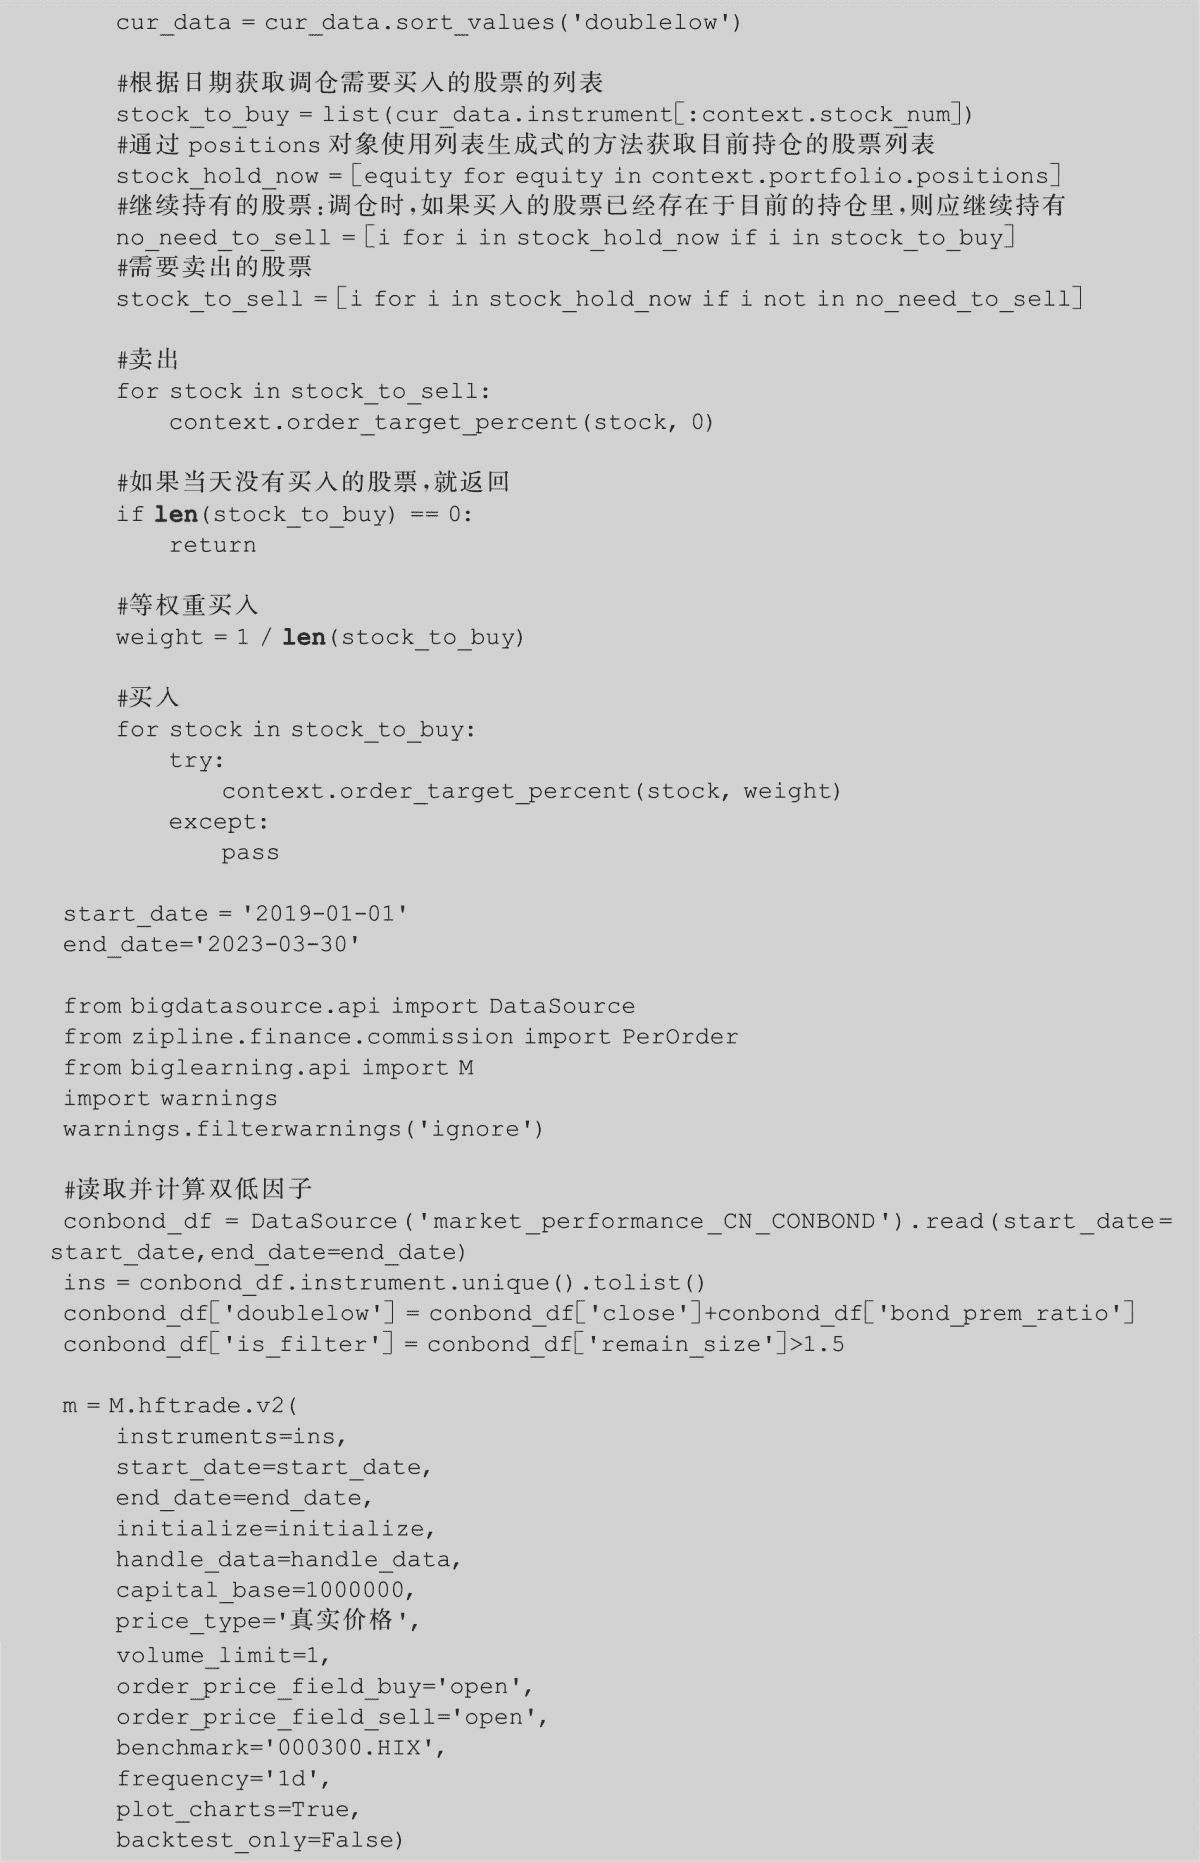 cur_data = cur_data.sort_values('doublelow')
#根据日期获取调仓需要买入的股票的列表
stock_to_buy = list(cur_data.instrument[:context.stock_num])
#通过 positions 对象使用列表生成式的方法获取目前持仓的股票列表
stock_hold_now = [equity for equity in context.portfolio.positions]
#继续持有的股票:调仓时,如果买入的股票已经存在于目前的持仓里,则应继续持有
no_need_to_sell = [i for i in stock_hold_now if i in stock_to_buy]
#需要卖出的股票
stock_to_sell = [i for i in stock_hold_now if i not in no_need_to_sell]
#卖出
for stock in stock_to_sell:
context.order_target_percent(stock, 0)
#如果当天没有买入的股票,就返回
if len(stock_to_buy) == 0:
return
#等权重买入
weight = 1 / len(stock_to_buy)
#买入
for stock in stock_to_buy:
try:
context.order_target_percent(stock, weight)
except:
pass
start_date = '2019-01-01'
end_date='2023-03-30'
from bigdatasource.api import DataSource
from zipline.finance.commission import PerOrder
from biglearning.api import M
import warnings
warnings.filterwarnings('ignore')
#读取并计算双低因子
conbond_df = DataSource('market_performance_CN_CONBOND').read(start_date=
start_date,end_date=end_date)
ins = conbond_df.instrument.unique().tolist()
conbond_df['doublelow'] = conbond_df['close']+conbond_df['bond_prem_ratio']
conbond_df['is_filter'] = conbond_df['remain_size']>1.5
m = M.hftrade.v2(
instruments=ins,
start_date=start_date,
end_date=end_date,
initialize=initialize,
handle_data=handle_data,
capital_base=1000000,
price_type='真实价格',
volume_limit=1,
order_price_field_buy='open',
order_price_field_sell='open',
benchmark='000300.HIX',
frequency='1d',
plot_charts=True,
backtest_only=False)